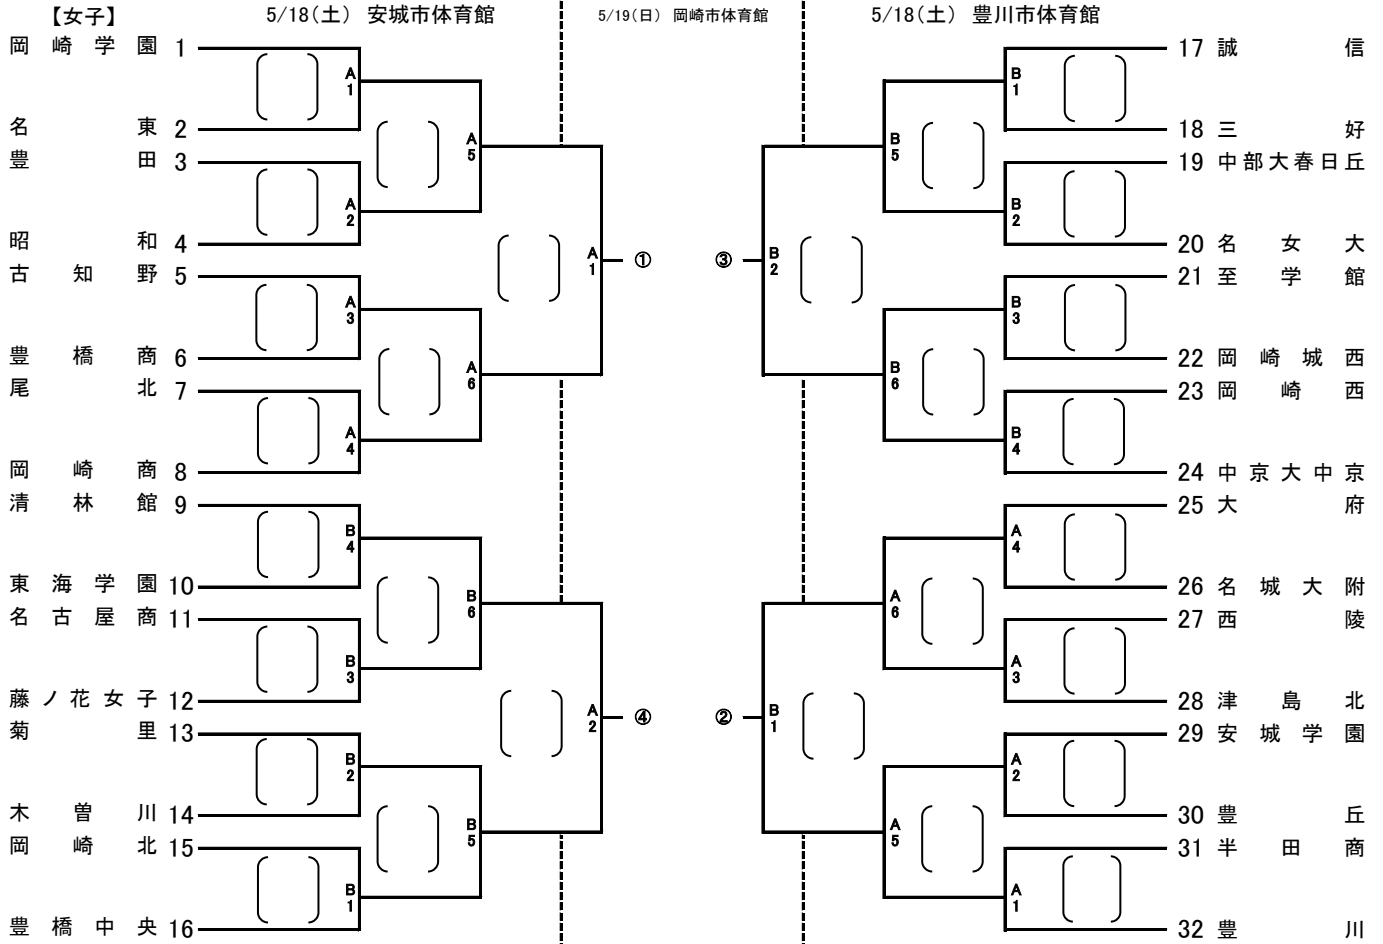 【女子】 5/18(土) 安城市体育館 5/19(日) 岡崎市体育館 5/18(土) 豊川市体育館
岡崎学園 1
A1
名東 2
A5
豊田 3
A2
昭和 4
A1 ①
古知野 5
A3
豊橋商 6
A6
尾北 7
A4
岡崎商 8
清林館 9
B4
東海学園 10
B6
名古屋商 11
B3
藤ノ花女子 12
A2 ④
菊里 13
B2
木曽川 14
B5
岡崎北 15
B1
豊橋中央 16
17 誠信
B1
18 三好
B5
19 中部大春日丘
B2
20 名女大
③ B2
21 至学館
B3
22 岡崎城西
B6
23 岡崎西
B4
24 中京大中京
25 大府
A4
26 名城大附
A6
27 西陵
A3
28 津島北
② B1
29 安城学園
A2
30 豊丘
A5
31 半田商
A1
32 豊川